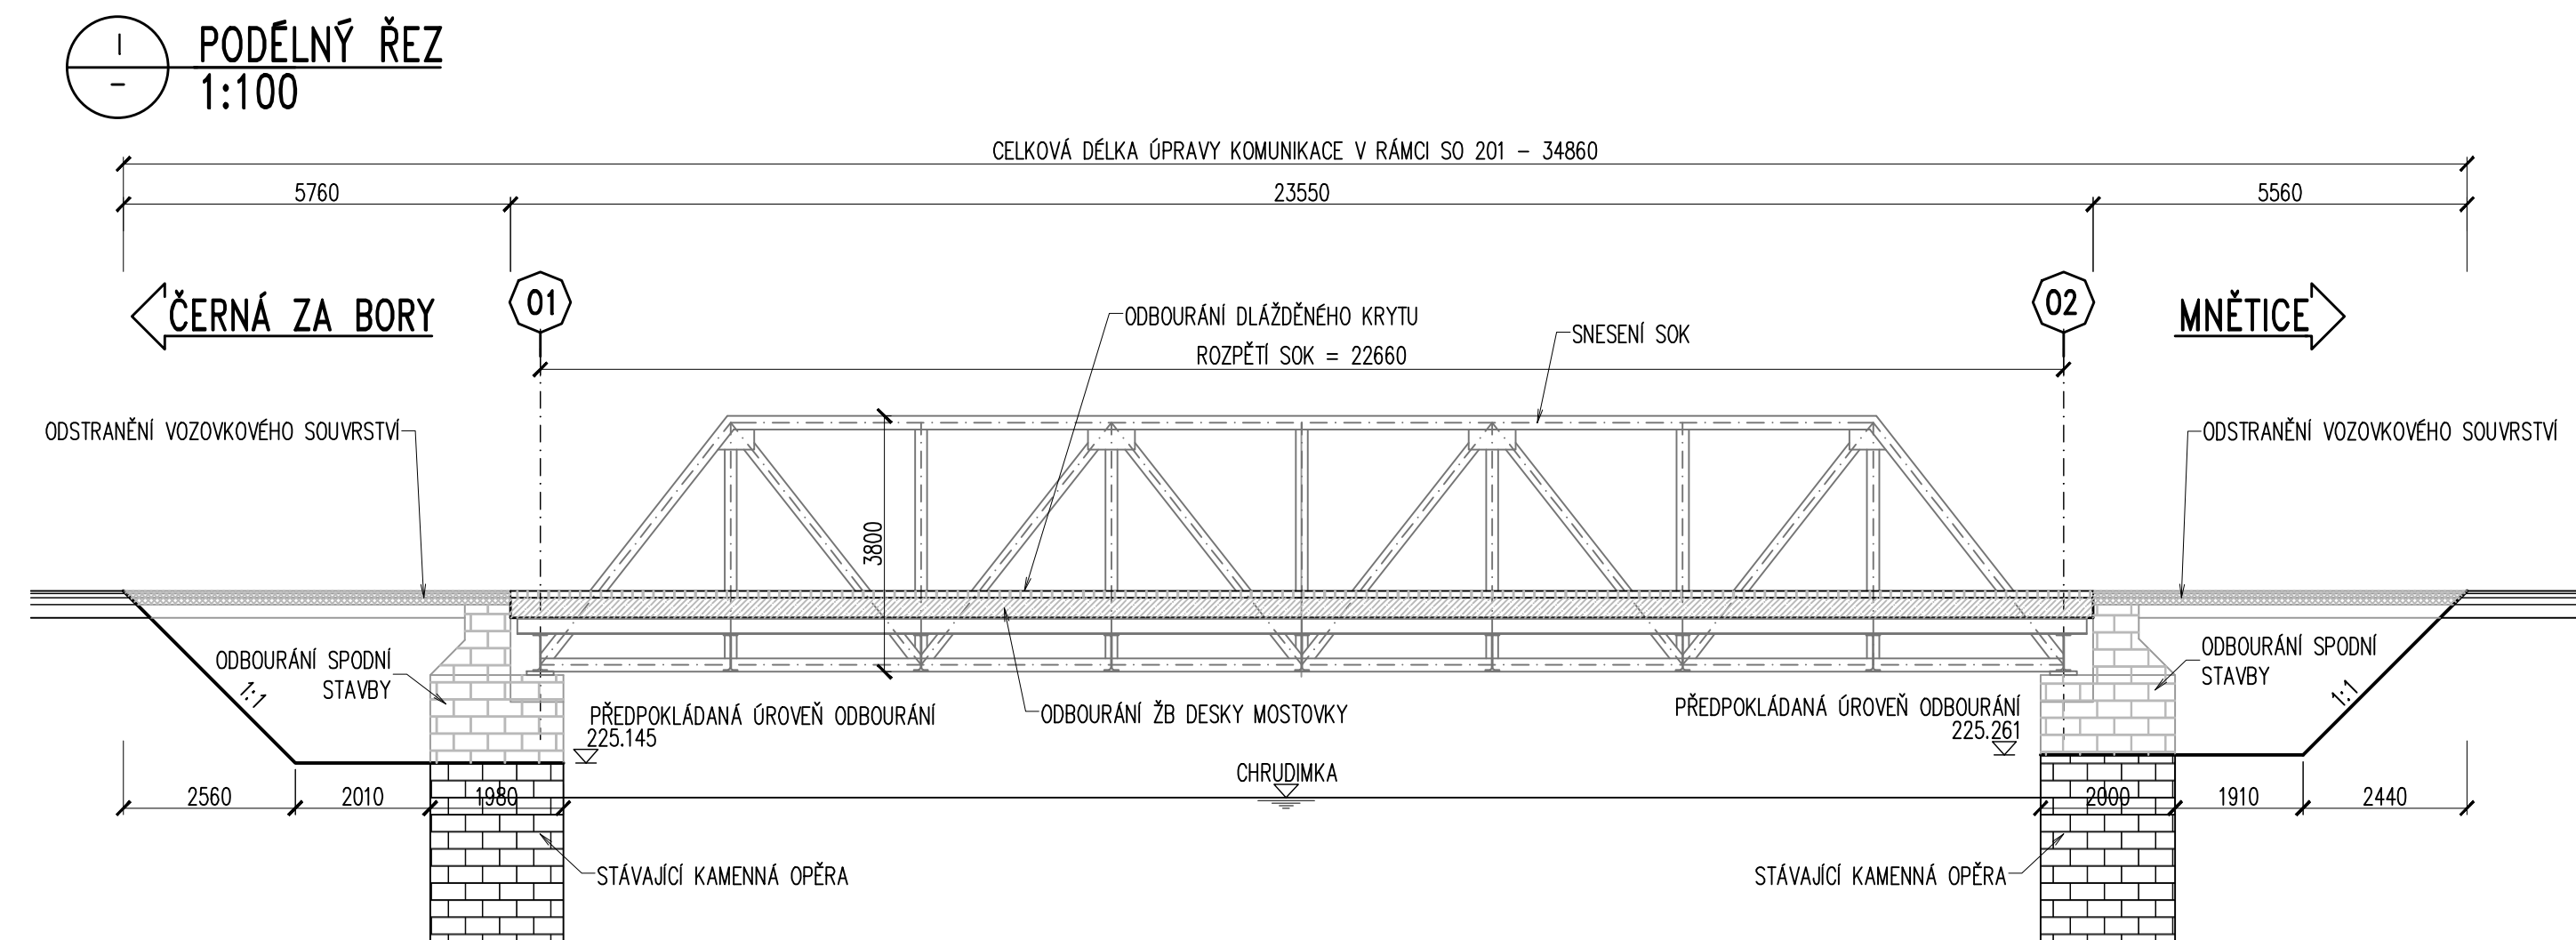 I
PODÉLNÝ ŘEZ
–
1:100
CELKOVÁ DÉLKA ÚPRAVY KOMUNIKACE V RÁMCI SO 201 – 34860
5760
23550
5560
ČERNÁ ZA BORY
01
02
MNĚTICE
ODBOURÁNÍ DLÁŽDĚNÉHO KRYTU
SNESENÍ SOK
ROZPĚTÍ SOK = 22660
ODSTRANĚNÍ VOZOVKOVÉHO SOUVRSTVÍ
ODSTRANĚNÍ VOZOVKOVÉHO SOUVRSTVÍ
3800
ODBOURÁNÍ SPODNÍ
STAVBY
1:1
ODBOURÁNÍ SPODNÍ
STAVBY
1:1
PŘEDPOKLÁDANÁ ÚROVEŇ ODBOURÁNÍ
225.145
ODBOURÁNÍ ŽB DESKY MOSTOVKY
PŘEDPOKLÁDANÁ ÚROVEŇ ODBOURÁNÍ
225.261
CHRUDIMKA
2560
2010
1980
2000
1910
2440
STÁVAJÍCÍ KAMENNÁ OPĚRA
STÁVAJÍCÍ KAMENNÁ OPĚRA